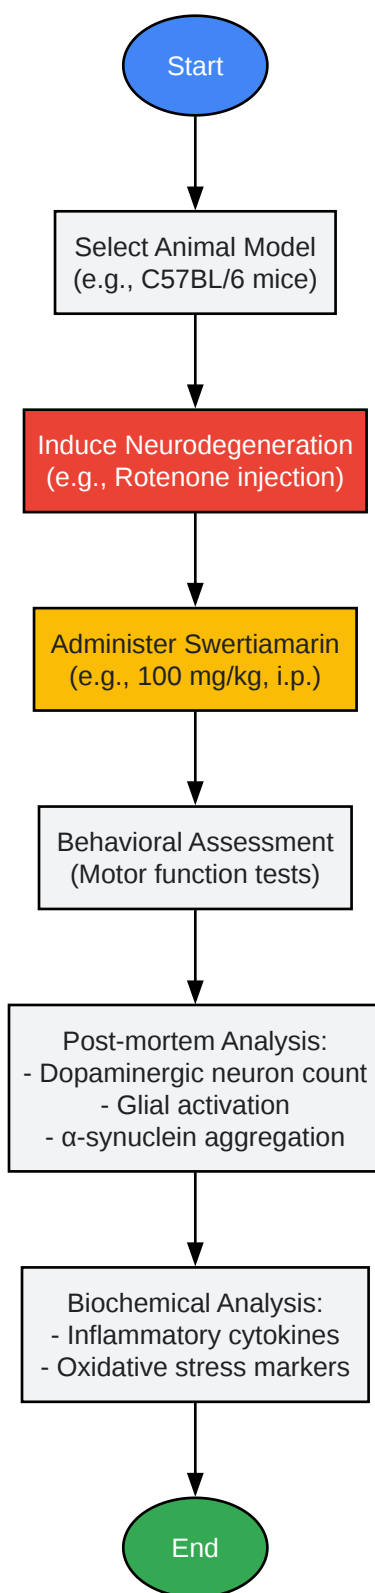 Start
Select Animal Model
(e.g., C57BL/6 mice)
Induce Neurodegeneration
(e.g., Rotenone injection)
Administer Swertiamarin
(e.g., 100 mg/kg, i.p.)
Behavioral Assessment
(Motor function tests)
Post-mortem Analysis:
- Dopaminergic neuron count
- Glial activation
- α-synuclein aggregation
Biochemical Analysis:
- Inflammatory cytokines
- Oxidative stress markers
End